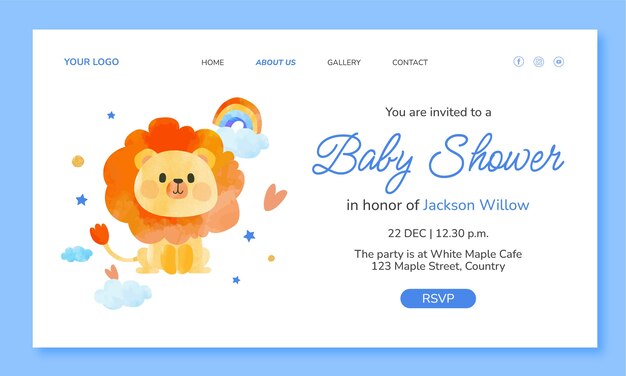 YOUR LOGO
HOME ABOUT US GALLERY CONTACT
You are invited to a
Baby Shower
in honor of Jackson Willow
22 DEC | 12.30 p.m.
The party is at White Maple Cafe
123 Maple Street, Country
RSVP